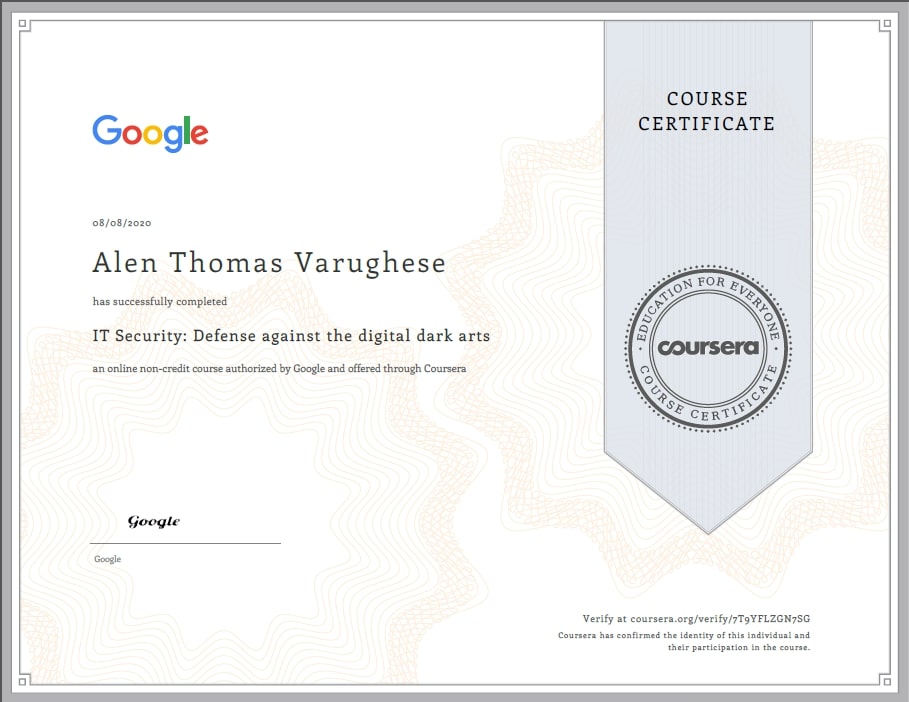 COURSE
CERTIFICATE
Google
08/08/2020
Alen Thomas Varughese
has successfully completed
IT Security: Defense against the digital dark arts
an online non-credit course authorized by Google and offered through Coursera
EDUCATION FOR EVERYONE
coursera
COURSE CERTIFICATE
Google
Google
Verify at coursera.org/verify/7T9YFLZGN7SG
Coursera has confirmed the identity of this individual and
their participation in the course.